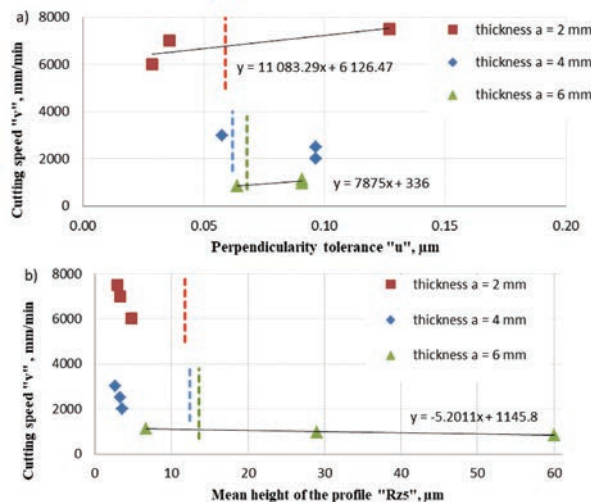 a)
8000
6000
4000
2000
0
Cutting speed "v", mm/min
thickness a = 2 mm
thickness a = 4 mm
thickness a = 6 mm
y = 11 083.29x + 6 126.47
y = 7875x + 336
0.00 0.05 0.10 0.15 0.20
Perpendicularity tolerance "u", µm
b)
8000
6000
4000
2000
0
Cutting speed "v" , mm/min
thickness a = 2 mm
thickness a = 4 mm
thickness a = 6 mm
y = -5.2011x + 1145.8
0 10 20 30 40 50 60
Mean height of the profile "Rz5", µm